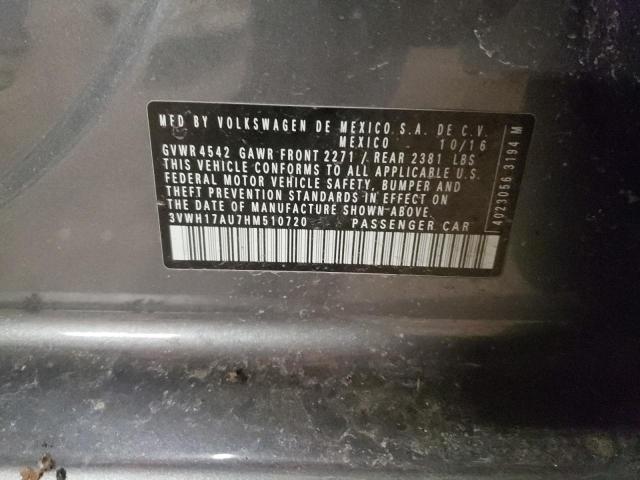 MFD BY VOLKSWAGEN DE MEXICO S.A. DE C.V.
MEXICO 10/16
GVWR 4542 GAWR FRONT 2271 / REAR 2381 LBS
THIS VEHICLE CONFORMS TO ALL APPLICABLE U.S.
FEDERAL MOTOR VEHICLE SAFETY, BUMPER AND
THEFT PREVENTION STANDARDS IN EFFECT ON
THE DATE OF MANUFACTURE SHOWN ABOVE.
3VWH17AU7HM510720 PASSENGER CAR
4023056 3194 M